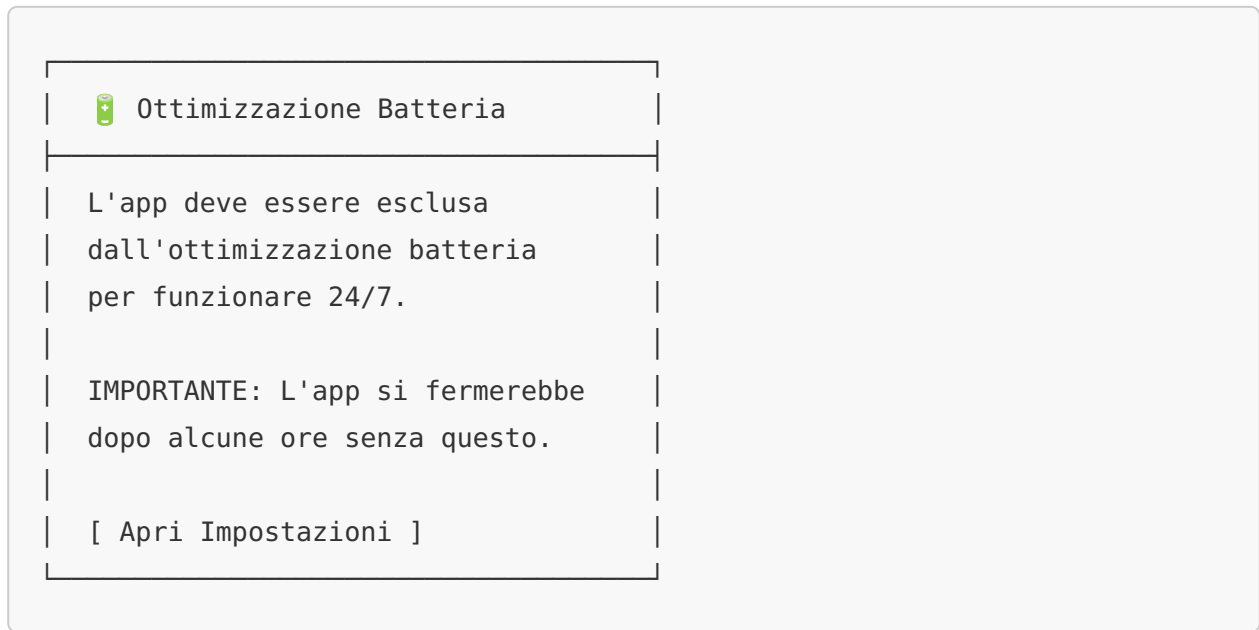 🔋 Ottimizzazione Batteria
L'app deve essere esclusa
dall'ottimizzazione batteria
per funzionare 24/7.
IMPORTANTE: L'app si fermerebbe
dopo alcune ore senza questo.
[ Apri Impostazioni ]